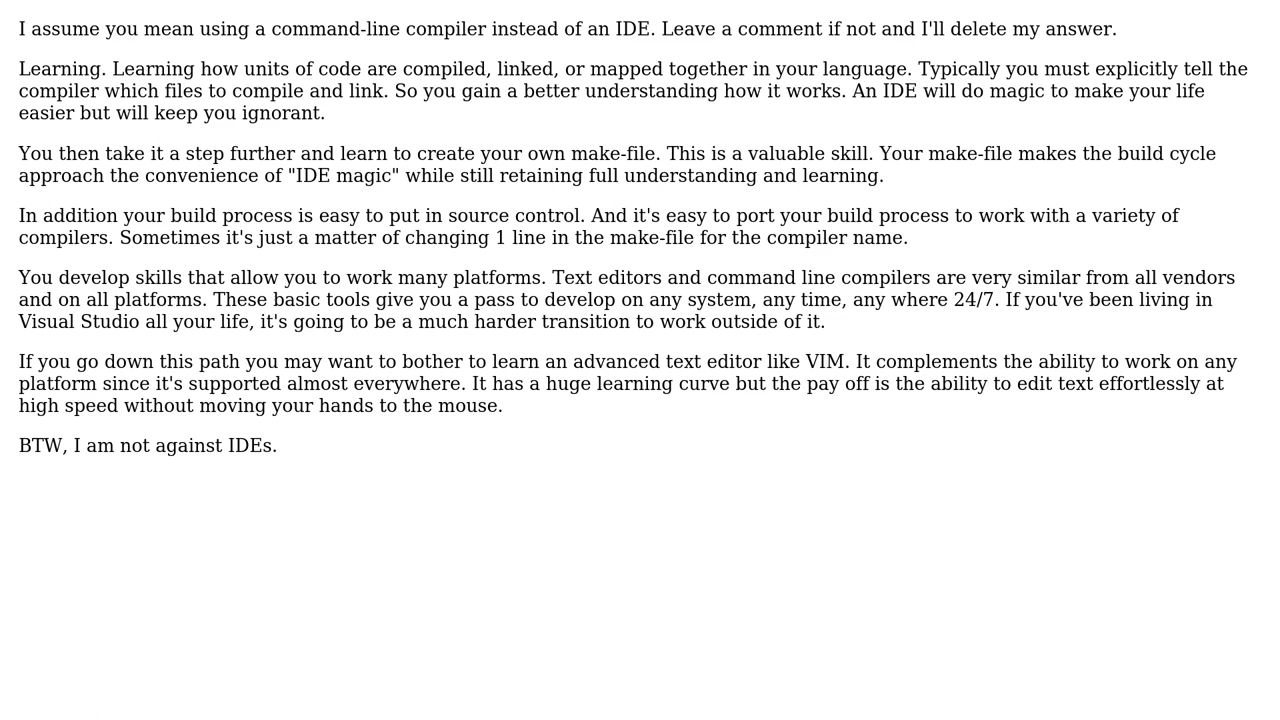 I assume you mean using a command-line compiler instead of an IDE. Leave a comment if not and I'll delete my answer.
Learning. Learning how units of code are compiled, linked, or mapped together in your language. Typically you must explicitly tell the
compiler which files to compile and link. So you gain a better understanding how it works. An IDE will do magic to make your life
easier but will keep you ignorant.
You then take it a step further and learn to create your own make-file. This is a valuable skill. Your make-file makes the build cycle
approach the convenience of "IDE magic" while still retaining full understanding and learning.
In addition your build process is easy to put in source control. And it's easy to port your build process to work with a variety of
compilers. Sometimes it's just a matter of changing 1 line in the make-file for the compiler name.
You develop skills that allow you to work many platforms. Text editors and command line compilers are very similar from all vendors
and on all platforms. These basic tools give you a pass to develop on any system, any time, any where 24/7. If you've been living in
Visual Studio all your life, it's going to be a much harder transition to work outside of it.
If you go down this path you may want to bother to learn an advanced text editor like VIM. It complements the ability to work on any
platform since it's supported almost everywhere. It has a huge learning curve but the pay off is the ability to edit text effortlessly at
high speed without moving your hands to the mouse.
BTW, I am not against IDEs.